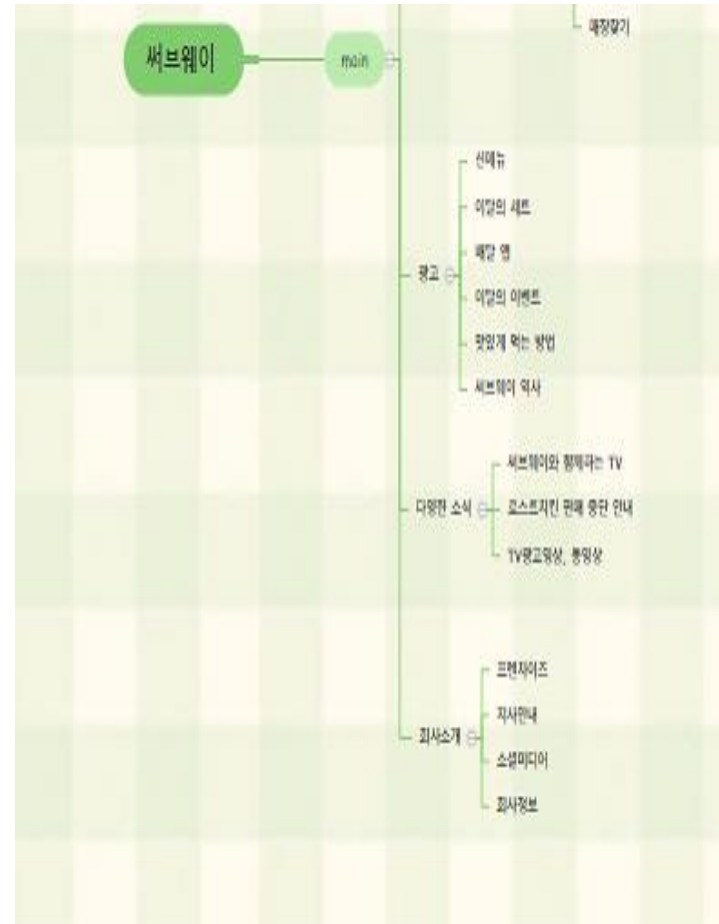 매장찾기
써브웨이
main
신메뉴
이달의 세트
배달 앱
광고
이달의 이벤트
맛있게 먹는 방법
써브웨이 역사
써브웨이와 함께하는 TV
다양한 소식
로스트치킨 판매 중단 안내
TV광고영상, 동영상
프렌차이즈
지사안내
회사소개
소셜미디어
회사정보